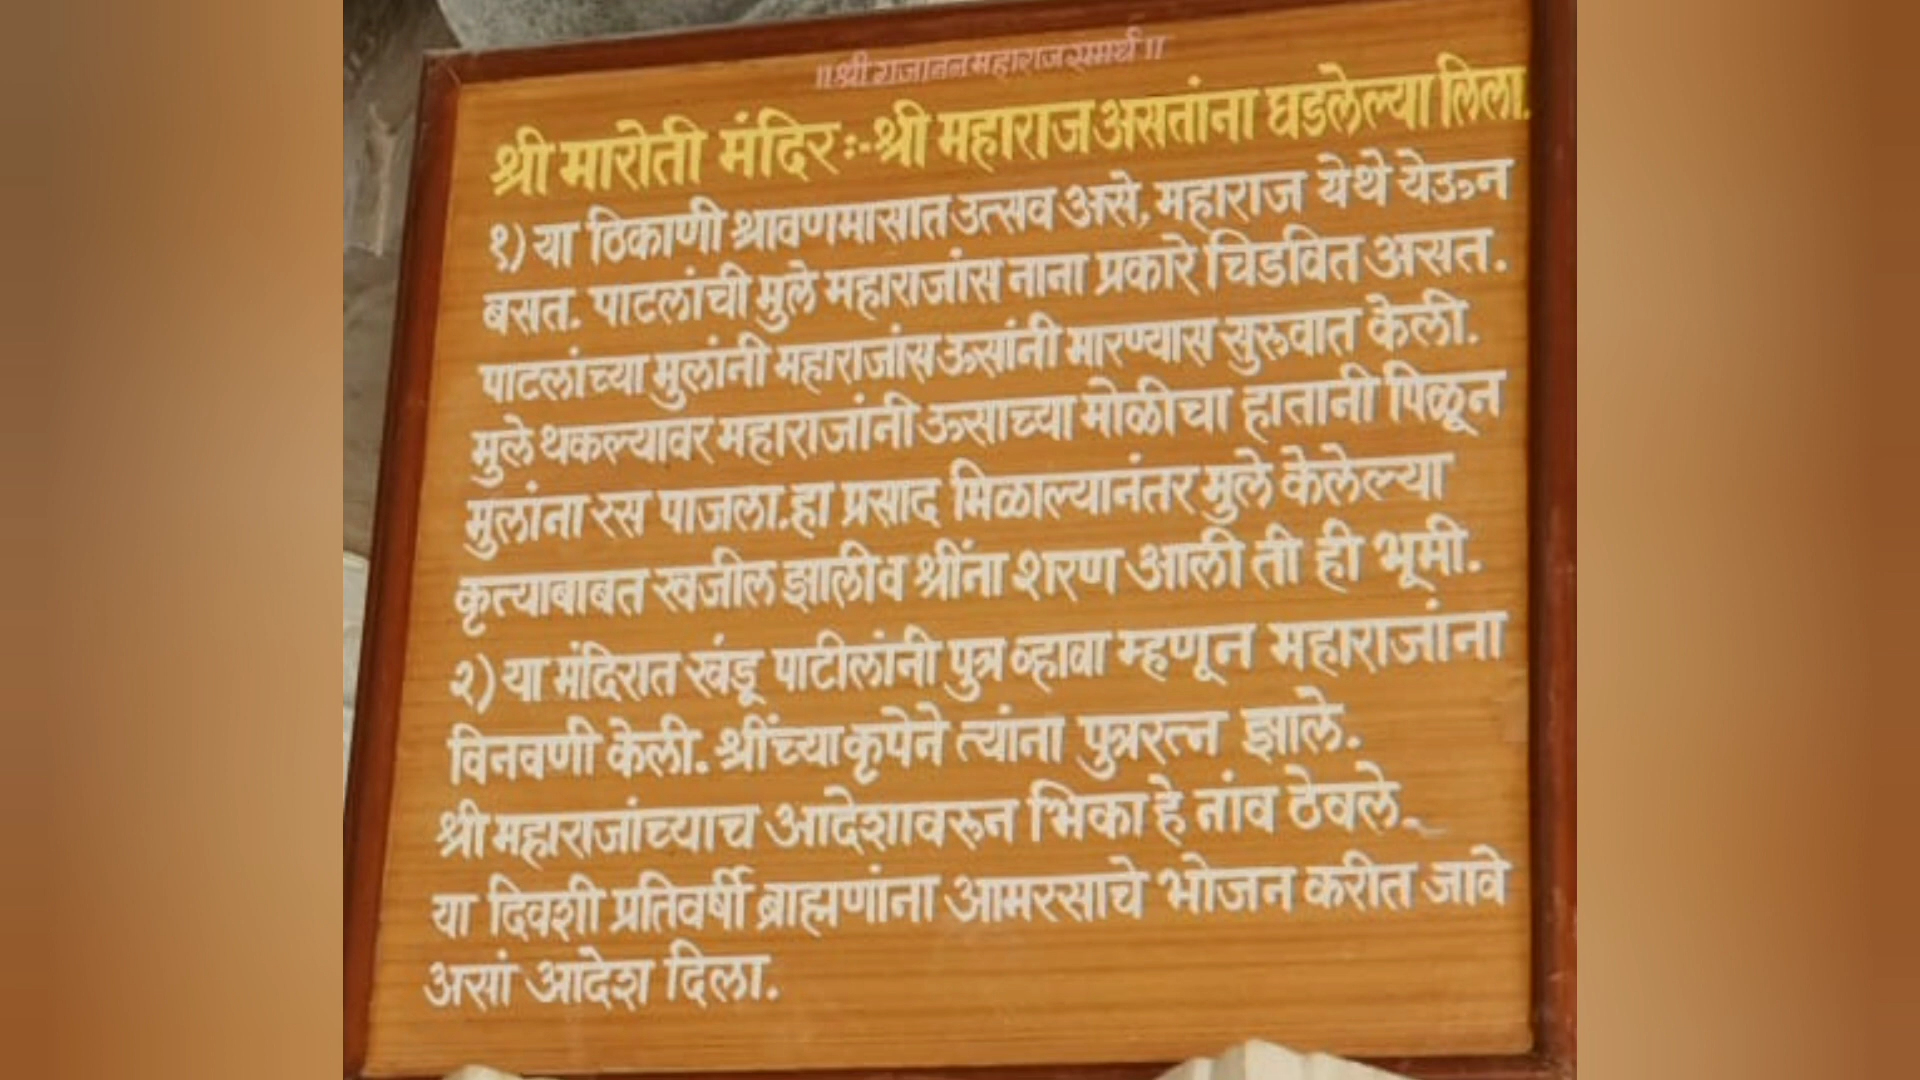 ॥श्री गजानन महाराज समर्थ॥
श्री मारोती मंदिर:-श्री महाराज असतांना घडलेल्या लिला.
१) या ठिकाणी श्रावणमासात उत्सव असे, महाराज येथे येऊन
बसत. पाटलांची मुले महाराजांस नाना प्रकारे चिडवित असत.
पाटलांच्या मुलांनी महाराजांस ऊसांनी मारण्यास सुरूवात केली.
मुले थकल्यावर महाराजांनी ऊसाच्या मोळीचा हातानी पिळून
मुलांना रस पाजला.हा प्रसाद मिळाल्यानंतर मुले केलेल्या
कृत्याबाबत खजील झाली व श्रींना शरण आली ती ही भूमी.
२) या मंदिरात खंडू पाटीलांनी पुत्र व्हावा म्हणून महाराजांना
विनवणी केली. श्रींच्या कृपेने त्यांना पुत्ररत्न झाले.
श्री महाराजांच्याच आदेशावरून भिका हे नांव ठेवले.
या दिवशी प्रतिवर्षी ब्राह्मणांना आमरसाचे भोजन करीत जावे
असां आदेश दिला.